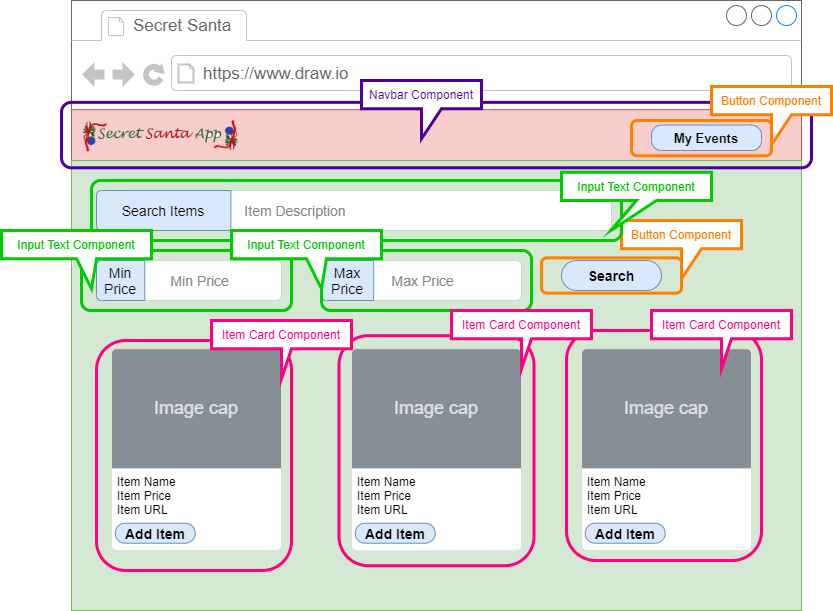 Secret Santa
https://www.draw.io
Navbar Component
Button Component
Secret Santa App
My Events
Input Text Component
Search Items
Item Description
Input Text Component
Input Text Component
Button Component
Min
Price
Min Price
Max
Price
Max Price
Search
Item Card Component
Item Card Component
Item Card Component
Image cap
Image cap
Image cap
Item Name
Item Price
Item URL
Add Item
Item Name
Item Price
Item URL
Add Item
Item Name
Item Price
Item URL
Add Item